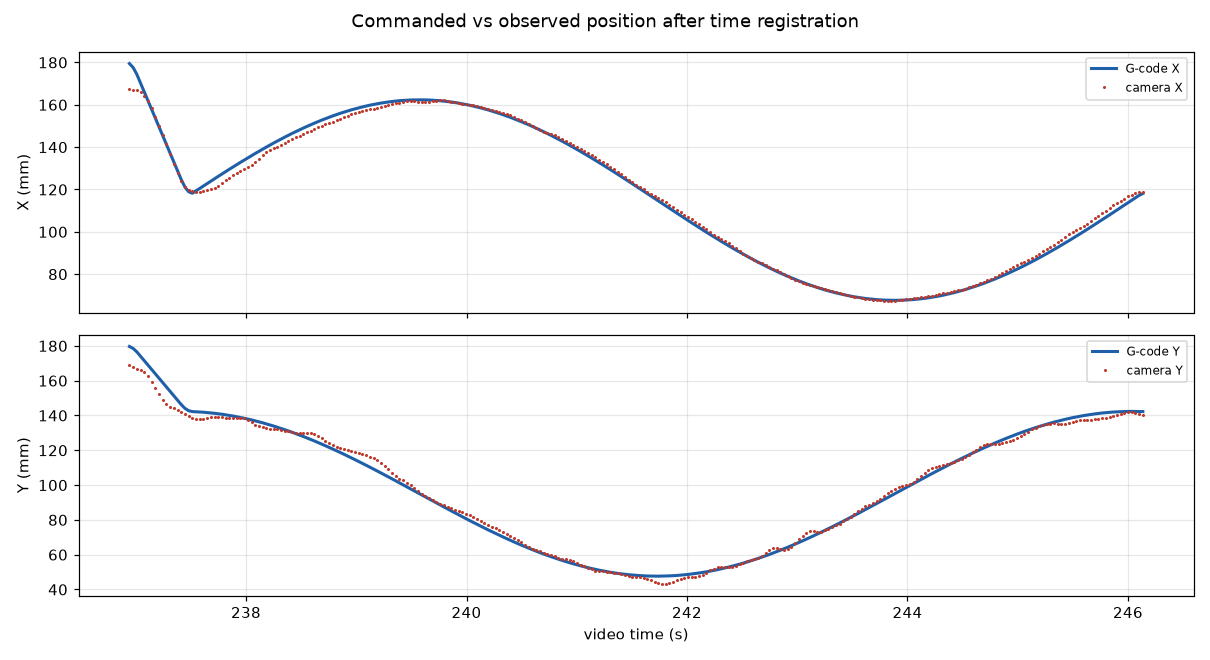 Commanded vs observed position after time registration
180
160
140
120
100
80
X (mm)
G-code X
camera X
180
160
140
120
100
80
60
40
Y (mm)
G-code Y
camera Y
238
240
242
244
246
video time (s)